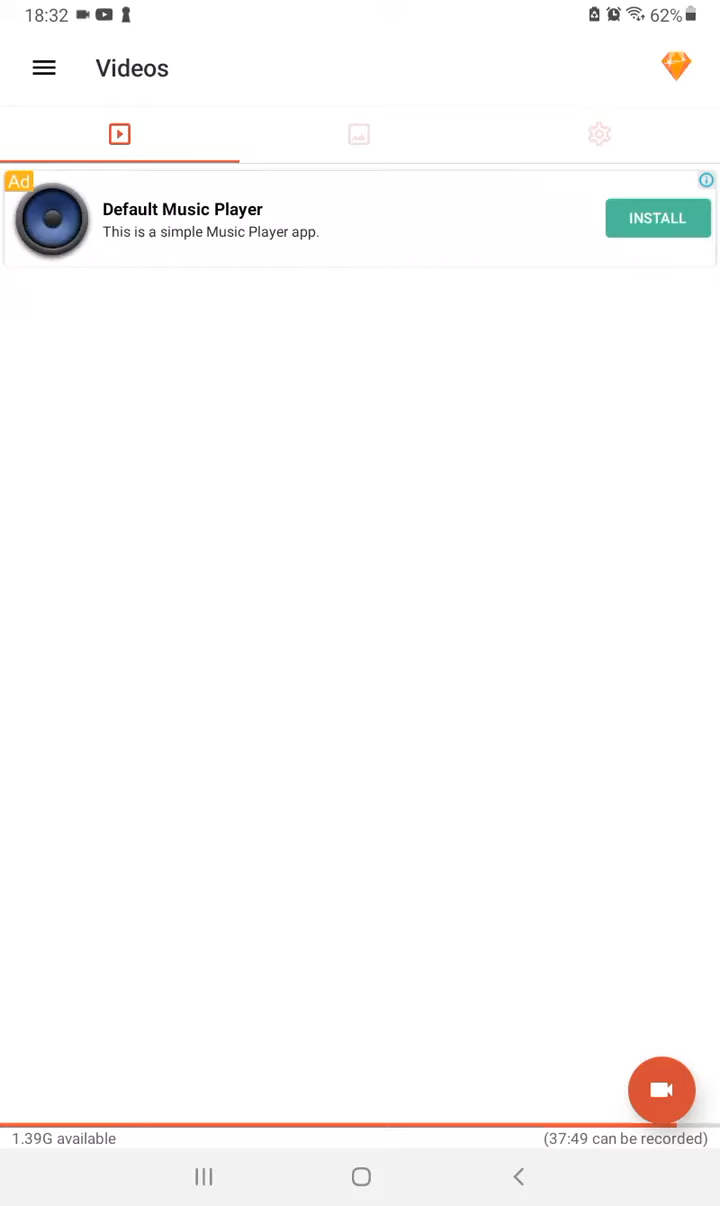 18:32
62%
Videos
Ad
Default Music Player
This is a simple Music Player app.
INSTALL
1.39G available
(37:49 can be recorded)